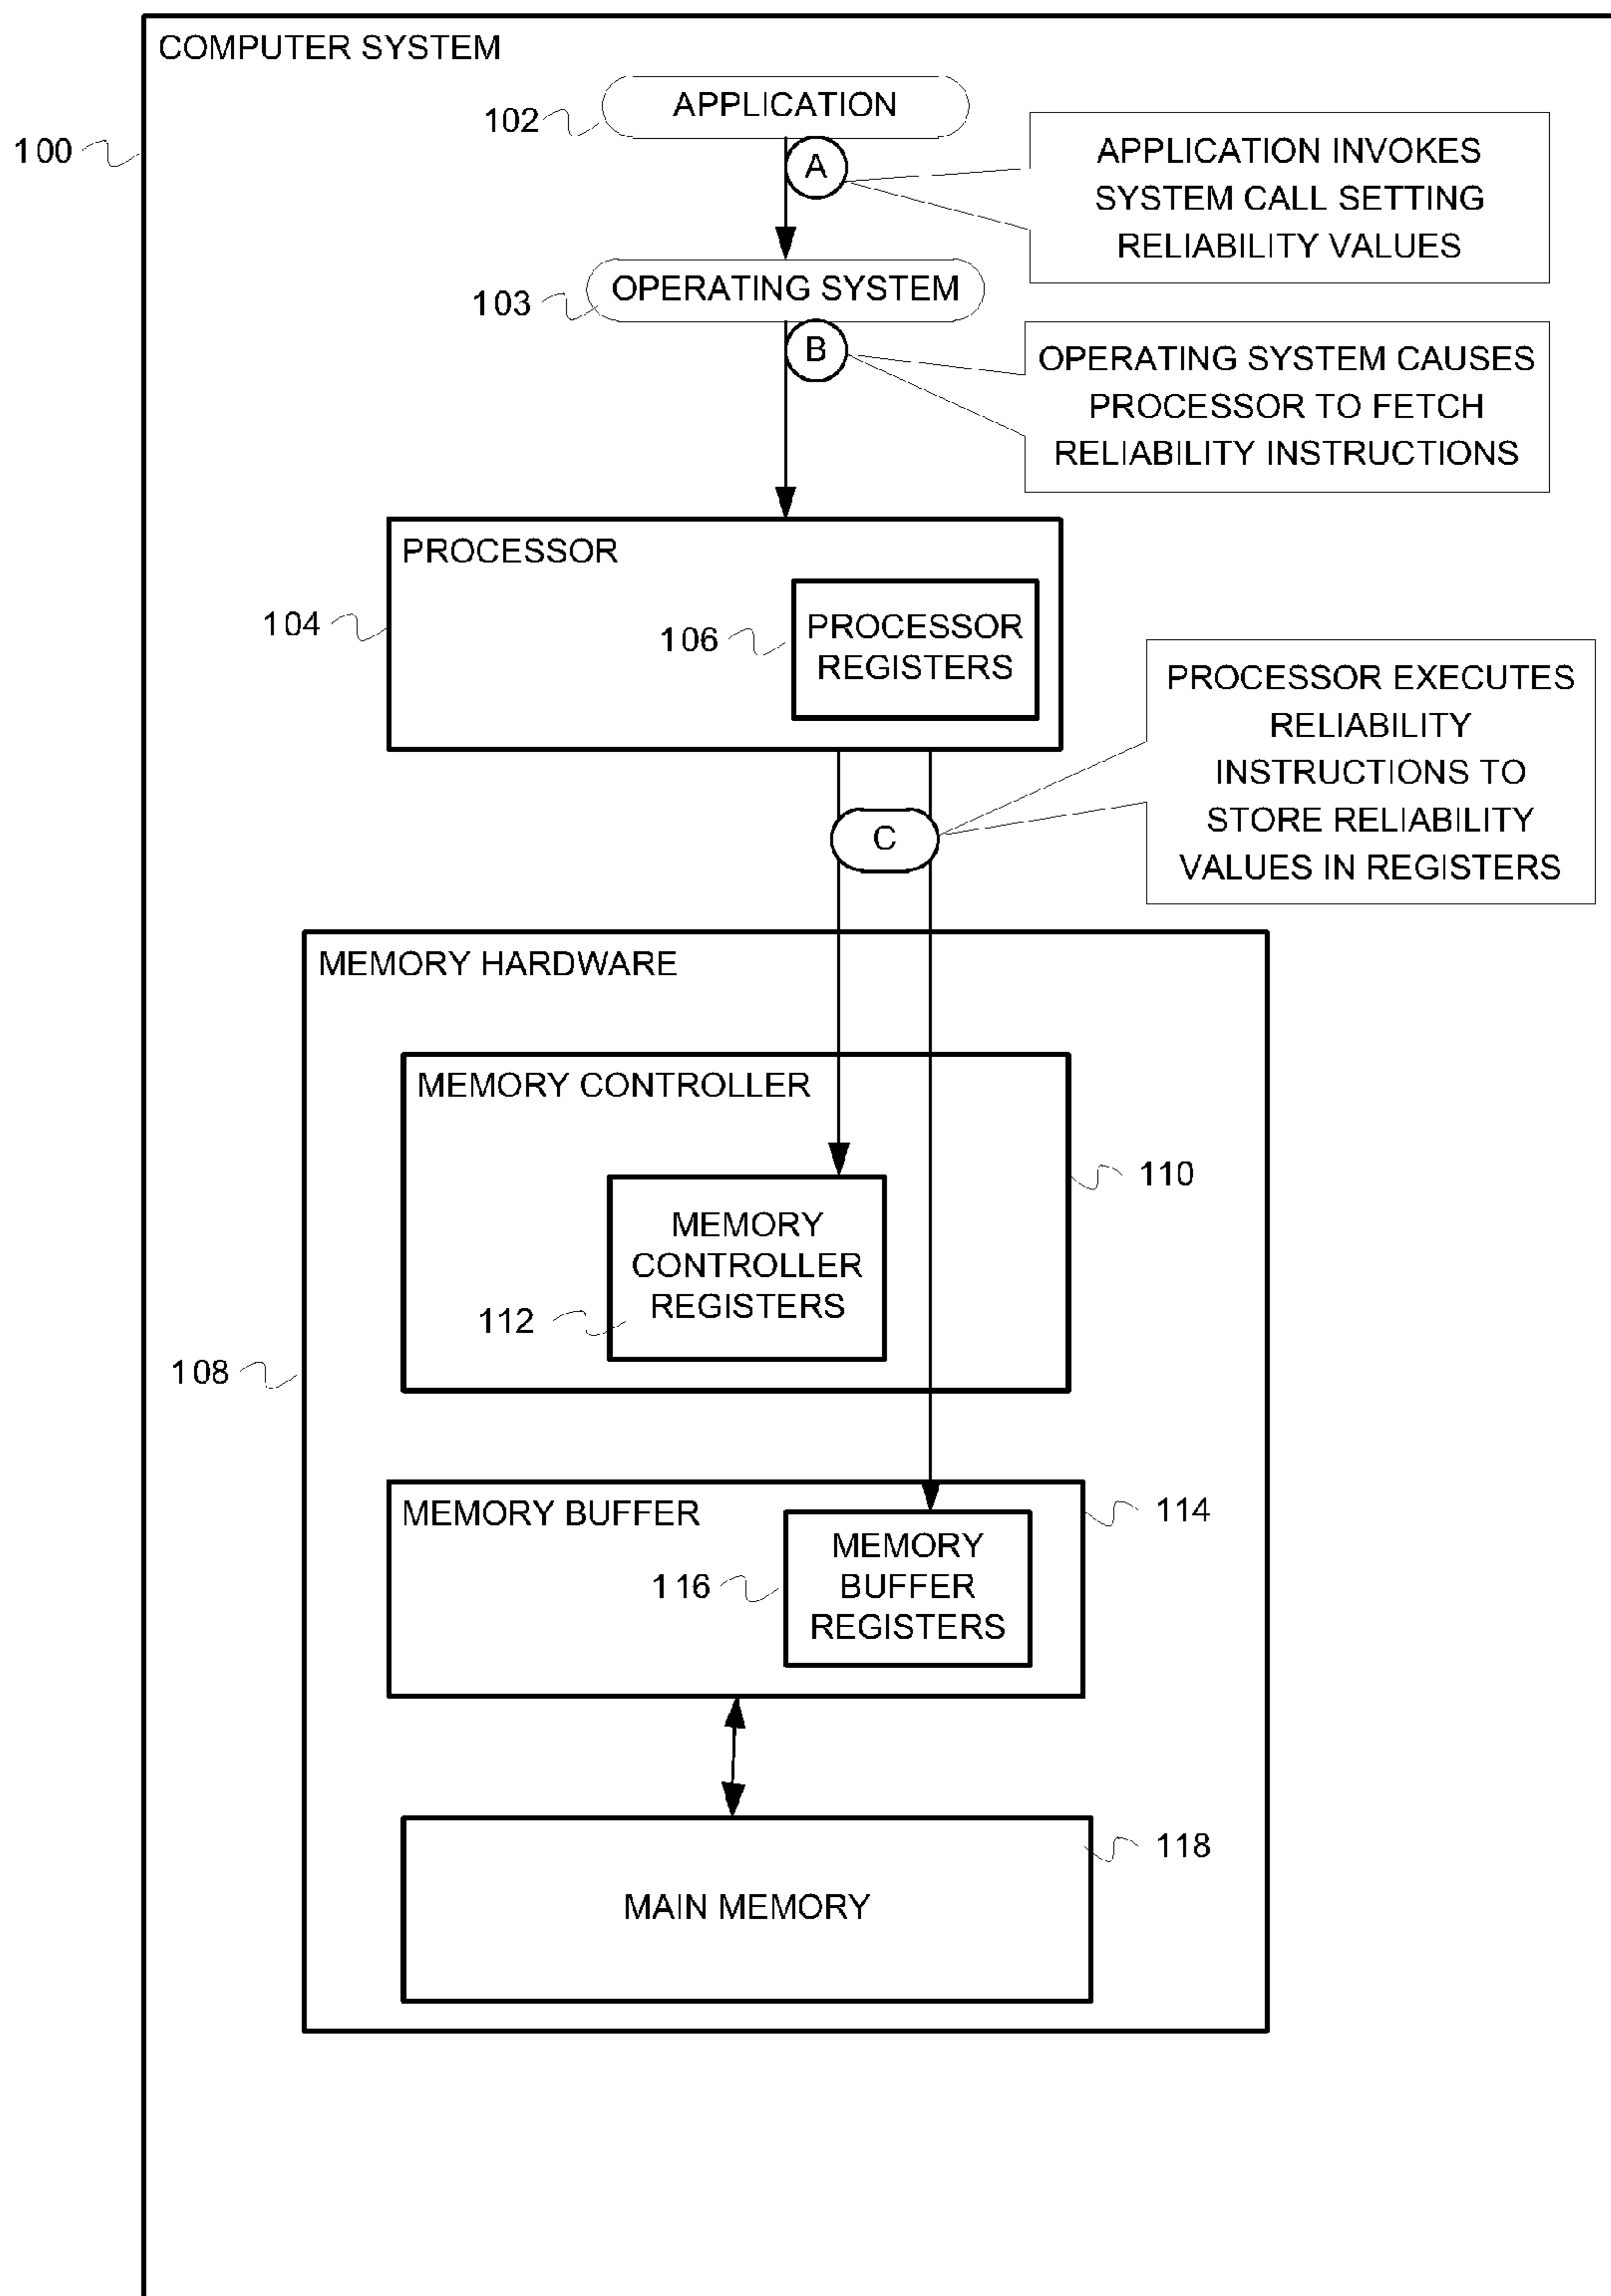 COMPUTER SYSTEM
APPLICATION
102
100
A
APPLICATION INVOKES
SYSTEM CALL SETTING
RELIABILITY VALUES
OPERATING SYSTEM
103
B
OPERATING SYSTEM CAUSES
PROCESSOR TO FETCH
RELIABILITY INSTRUCTIONS
PROCESSOR
104
106
PROCESSOR
REGISTERS
PROCESSOR EXECUTES
RELIABILITY
INSTRUCTIONS TO
STORE RELIABILITY
VALUES IN REGISTERS
C
MEMORY HARDWARE
MEMORY CONTROLLER
110
MEMORY
CONTROLLER
REGISTERS
112
108
MEMORY BUFFER
114
MEMORY
BUFFER
REGISTERS
116
118
MAIN MEMORY